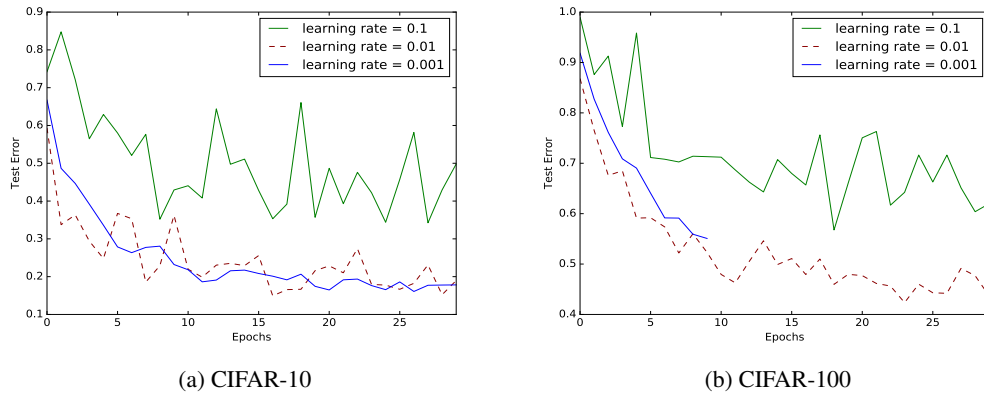 learning rate = 0.1
learning rate = 0.01
learning rate = 0.001
0.9
0.8
0.7
0.6
0.5
0.4
0.3
0.2
0.1
Test Error
0 5 10 15 20 25
Epochs
(a) CIFAR-10
learning rate = 0.1
learning rate = 0.01
learning rate = 0.001
1.0
0.9
0.8
0.7
0.6
0.5
0.4
Test Error
0 5 10 15 20 25
Epochs
(b) CIFAR-100